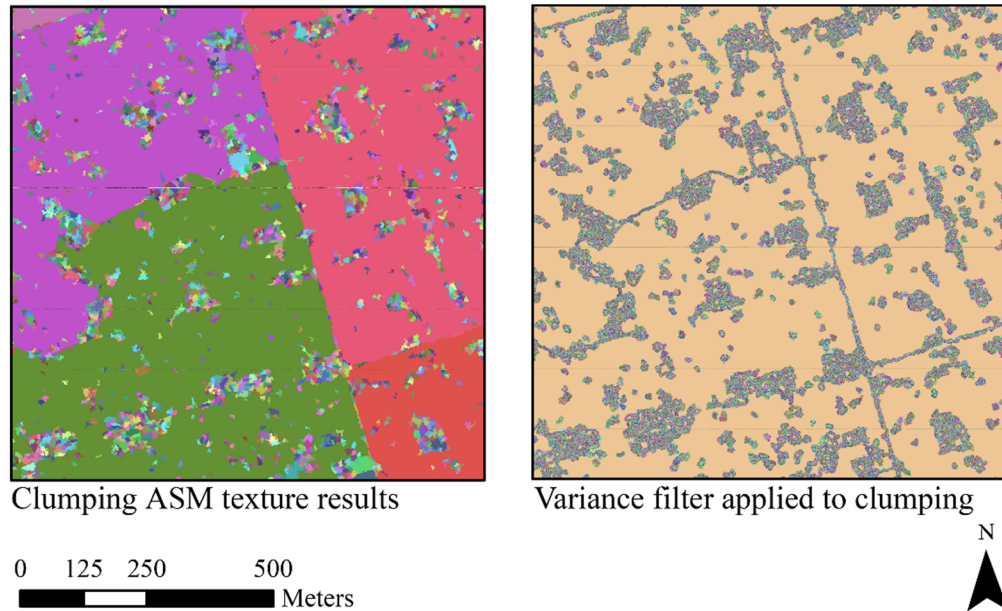 Clumping ASM texture results
Variance filter applied to clumping
N
0 125 250 500
Meters